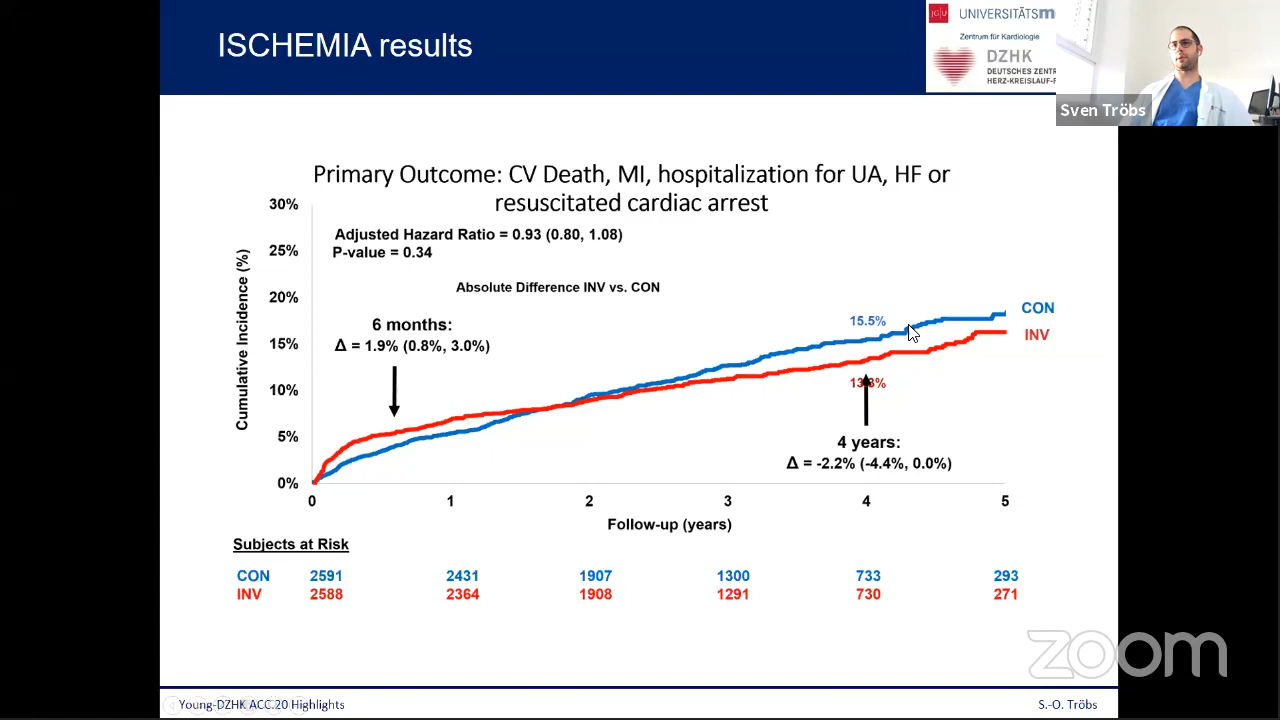 ISCHEMIA results
JG|U UNIVERSITÄTSm
Zentrum für Kardiologie
DZHK
DEUTSCHES ZENTR
HERZ-KREISLAUF-F
Sven Tröbs
Primary Outcome: CV Death, MI, hospitalization for UA, HF or
resuscitated cardiac arrest
30%
25%
20%
15%
10%
5%
0%
Cumulative Incidence (%)
Adjusted Hazard Ratio = 0.93 (0.80, 1.08)
P-value = 0.34
Absolute Difference INV vs. CON
6 months:
Δ = 1.9% (0.8%, 3.0%)
15.5%
CON
INV
13.3%
4 years:
Δ = -2.2% (-4.4%, 0.0%)
0 1 2 3 4 5
Follow-up (years)
Subjects at Risk
CON 2591 2431 1907 1300 733 293
INV 2588 2364 1908 1291 730 271
zoom
Young-DZHK ACC.20 Highlights
S.-O. Tröbs